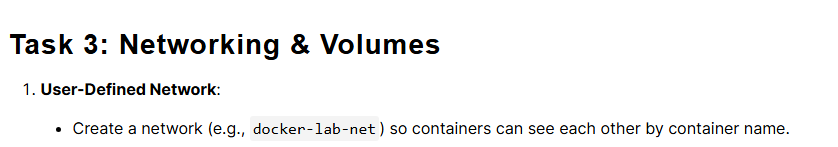 Task 3: Networking & Volumes
1. User-Defined Network:
• Create a network (e.g., docker-lab-net) so containers can see each other by container name.